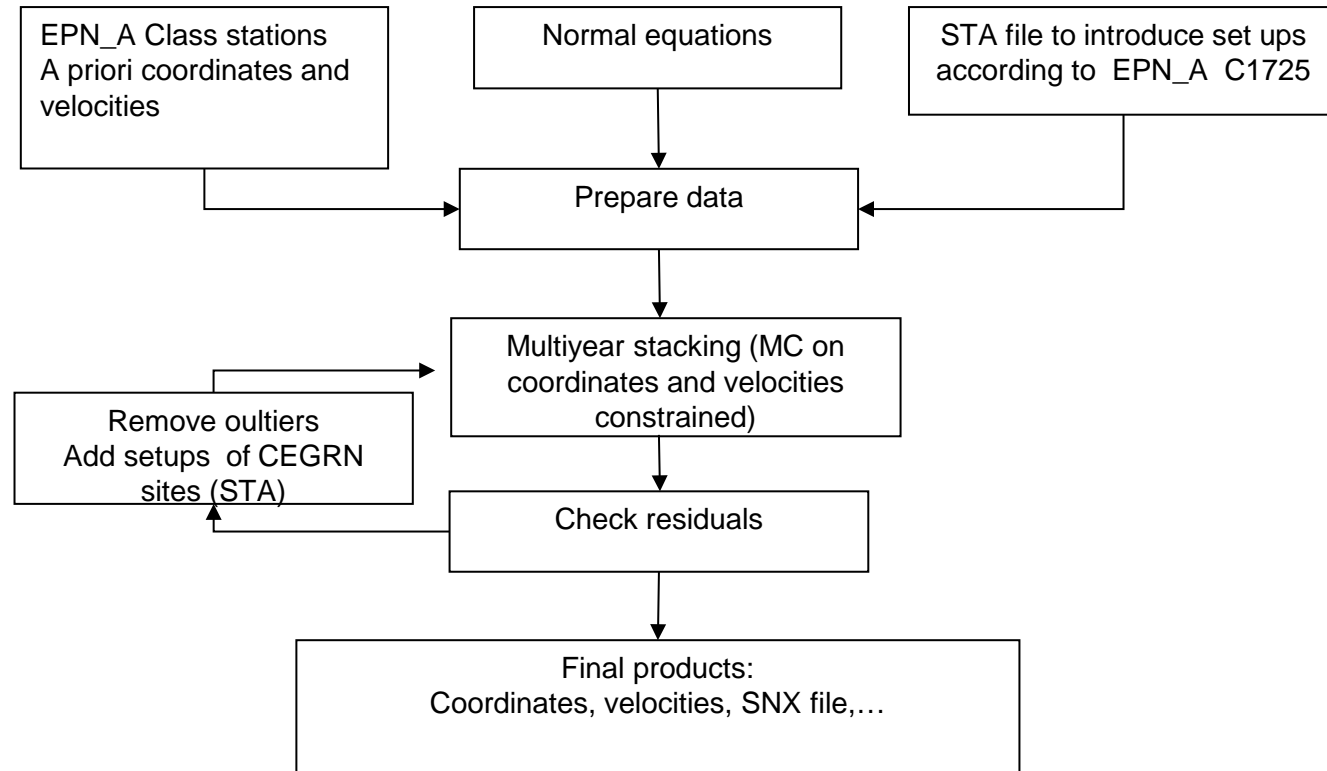 EPN_A Class stations
A priori coordinates and
velocities
Normal equations
STA file to introduce set ups
according to EPN_A C1725
Prepare data
Multiyear stacking (MC on
coordinates and velocities
constrained)
Remove oultiers
Add setups of CEGRN
sites (STA)
Check residuals
Final products:
Coordinates, velocities, SNX file,…